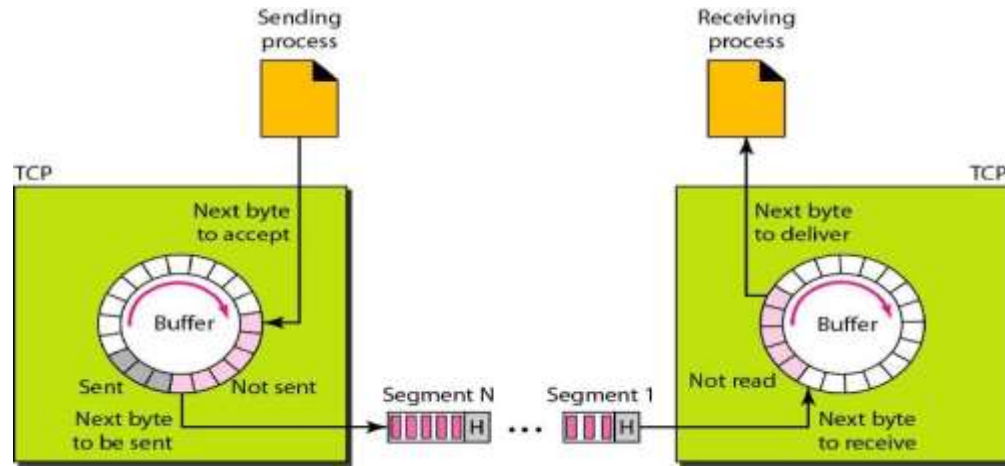 Sending
process
Receiving
process
TCP
TCP
Next byte
to accept
Next byte
to deliver
Buffer
Buffer
Sent
Not sent
Not read
Next byte
to be sent
Segment N
H
...
Segment 1
H
Next byte
to receive